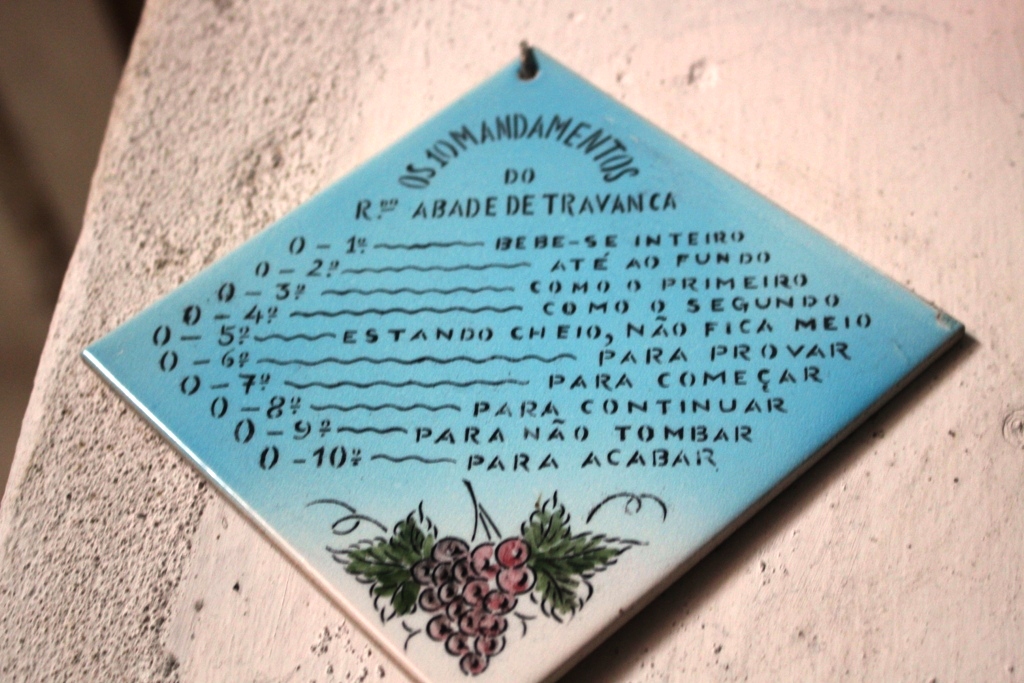 OS 10 MANDAMENTOS
DO
R.mo ABADE DE TRAVANCA
O - 1º BEBE-SE INTEIRO
O - 2º ATÉ AO FUNDO
O - 3º COMO O PRIMEIRO
O - 4º COMO O SEGUNDO
O - 5º ESTANDO CHEIO, NÃO FICA MEIO
O - 6º PARA PROVAR
O - 7º PARA COMEÇAR
O - 8º PARA CONTINUAR
O - 9º PARA NÃO TOMBAR
O - 10º PARA ACABAR